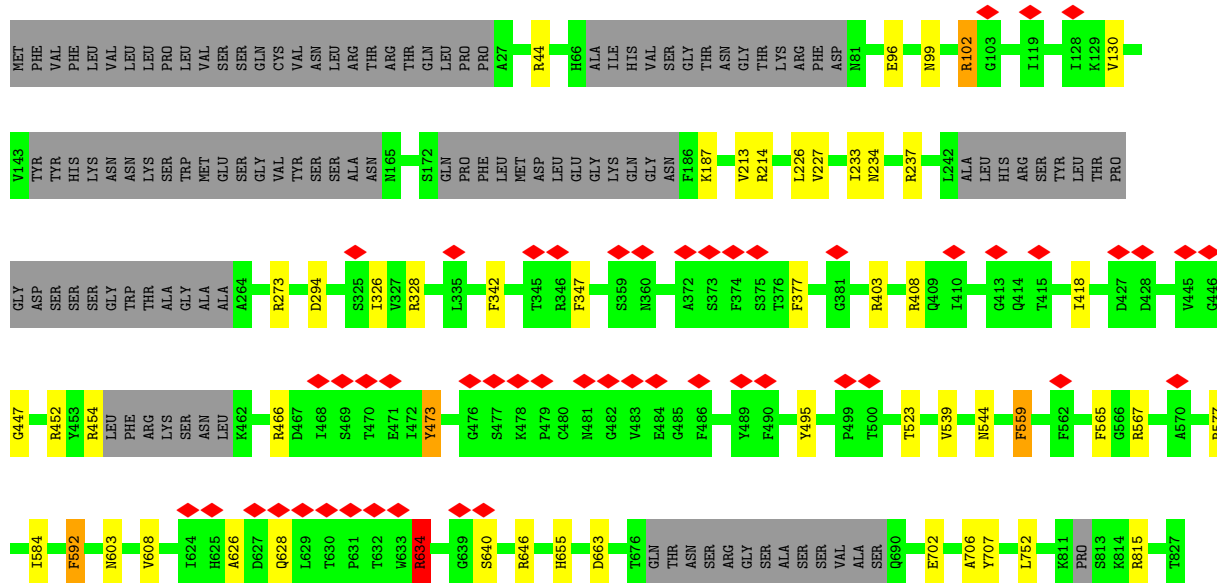 MET PHE VAL PHE LEU VAL LEU LEU PRO LEU VAL SER SER GLN CYS VAL ASN LEU ARG THR ARG THR GLN LEU PRO PRO A27 R44 H66 ALA ILE HIS VAL SER GLY THR ASN GLY THR LYS ARG PHE ASP N81 E96 N99 R102 G103 I119 I128 K129 V130
V143 TYR TYR HIS LYS ASN ASN LYS SER TRP MET GLU SER GLY VAL TYR SER SER ALA ASN N165 S172 GLN PRO PHE LEU MET ASP LEU GLU GLY LYS GLN GLY ASN F186 K187 V213 R214 L226 V227 I233 N234 R237 L242 ALA LEU HIS ARG SER TYR LEU THR PRO
GLY ASP SER SER SER GLY TRP THR ALA GLY ALA ALA A264 R273 D294 S325 I326 V327 R328 L335 F342 T345 R346 F347 S359 N360 A372 S373 F374 S375 T376 F377 G381 R403 R408 Q409 I410 G413 Q414 T415 I418 D427 D428 V445 G446
G447 R452 Y453 R454 LEU PHE ARG LYS SER ASN LEU K462 R466 D467 I468 S469 T470 E471 I472 Y473 G476 S477 K478 P479 C480 N481 G482 V483 E484 G485 F486 Y489 F490 Y495 P499 T500 T523 V539 N544 F559 F562 F565 G566 R567 A570 R577
I584 F592 N603 V608 I624 H625 A626 D627 Q628 L629 T630 P631 T632 W633 R634 G639 S640 R646 H655 D663 T676 GLN THR ASN SER ARG GLY SER ALA SER SER VAL ALA SER Q690 E702 A706 Y707 L752 K811 PRO S813 K814 R815 T827